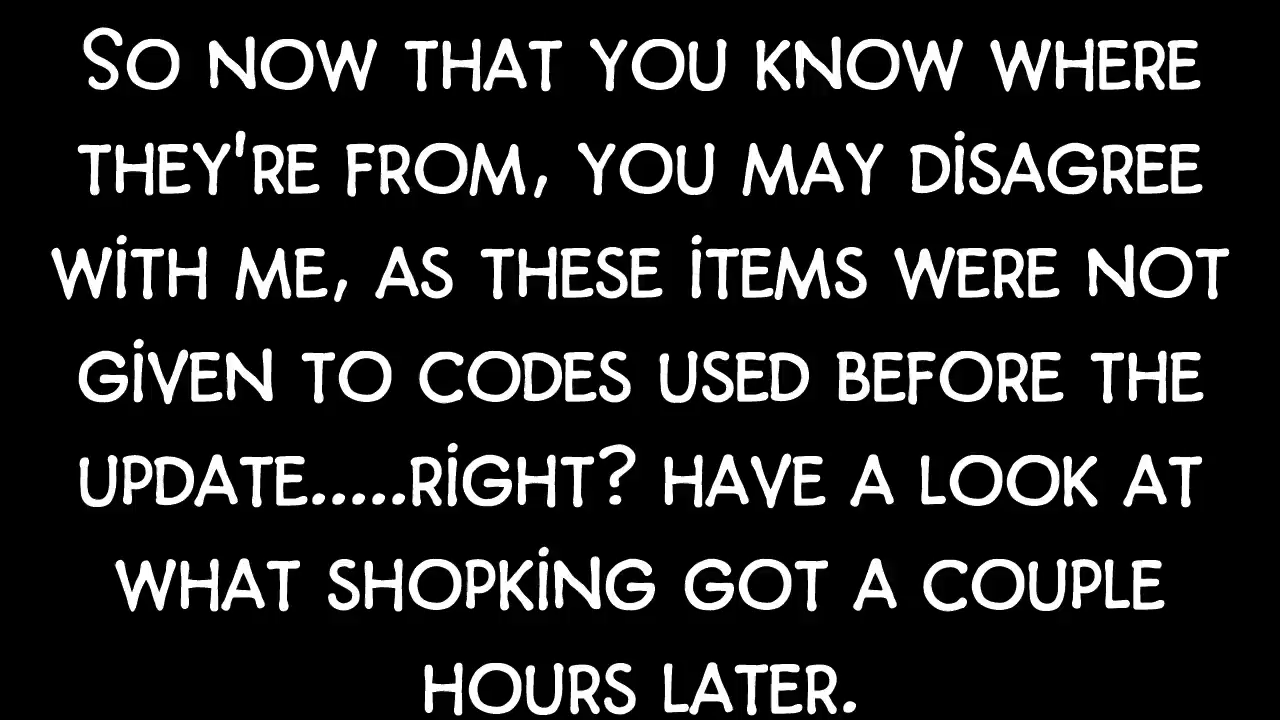 So now that you know where
they're from, you may disagree
with me, as these items were not
given to codes used before the
update.....right? have a look at
what shopking got a couple
hours later.